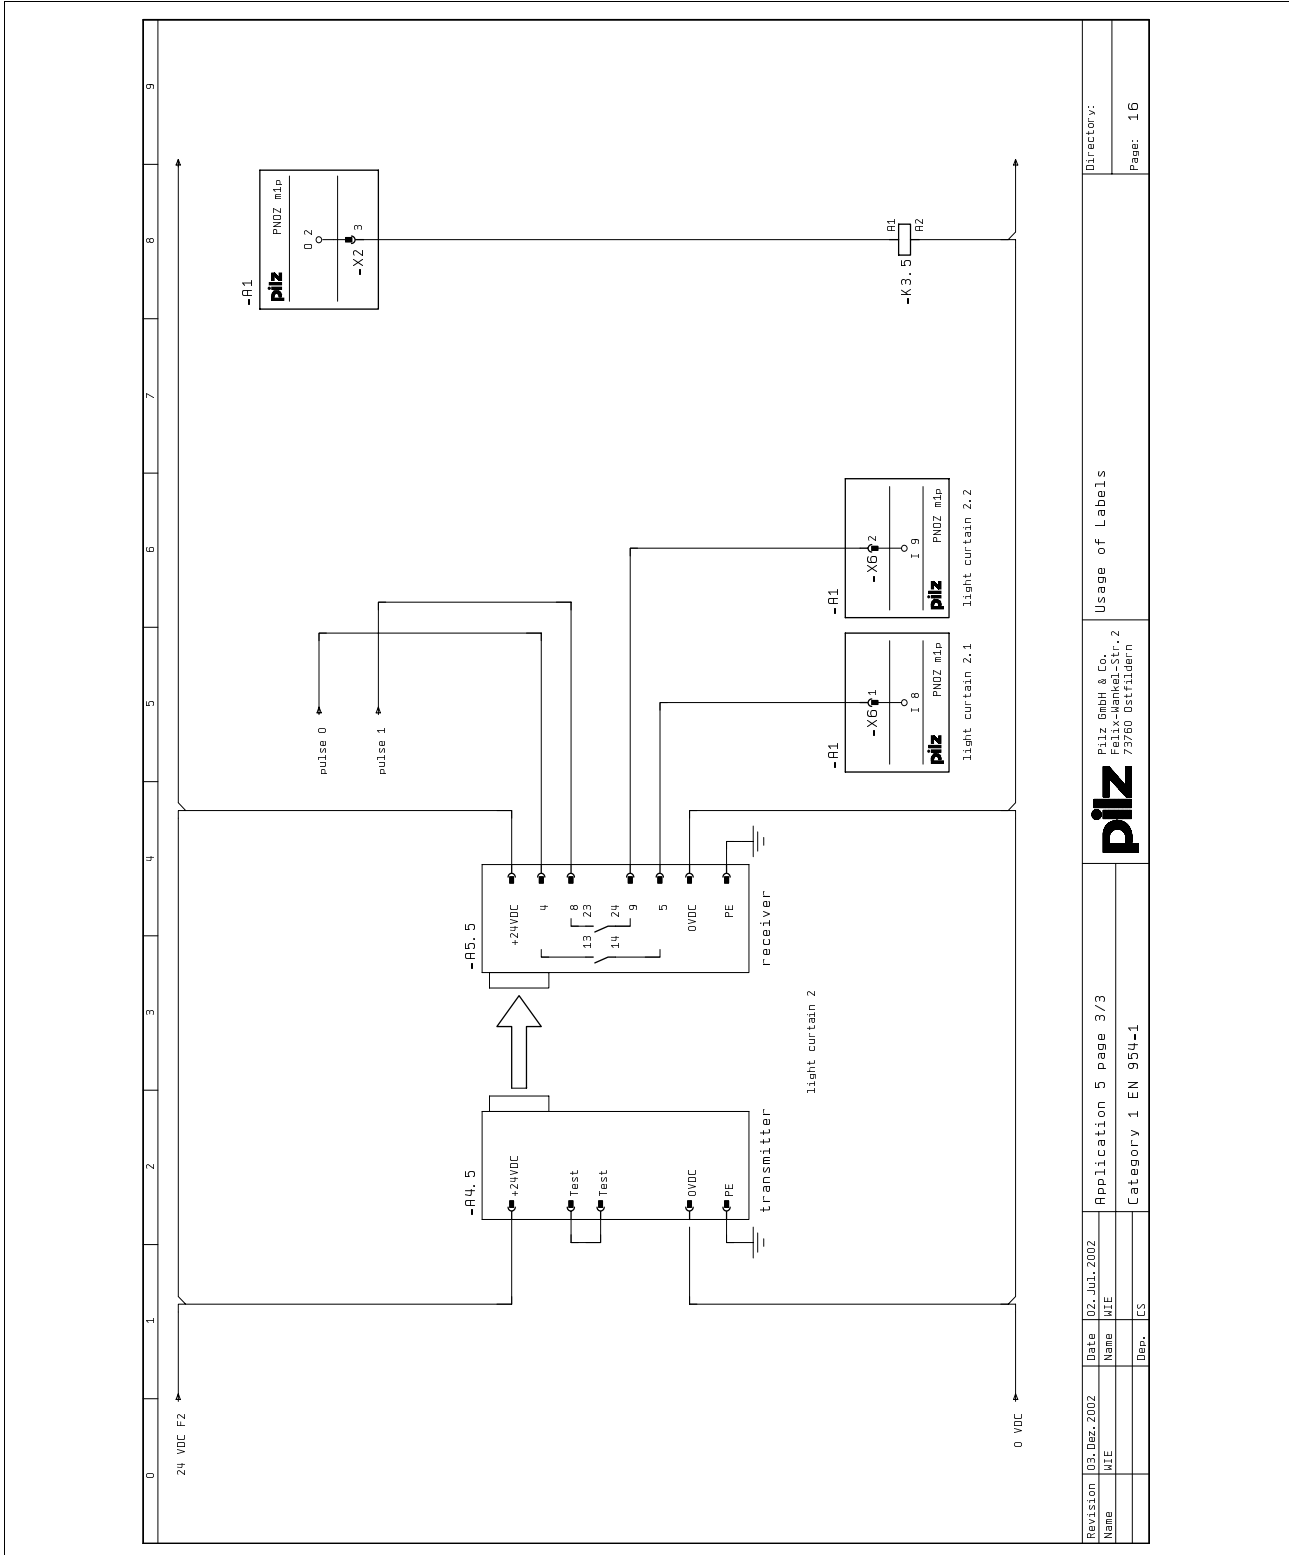 0
1
2
3
4
5
6
7
8
9
24 VDC F2
pulse 0
pulse 1
-A1
pilz
PNOZ m1p
O 2
-X2
3
-A4.5
+24VDC
Test
Test
0VDC
PE
transmitter
light curtain 2
-A5.5
+24VDC
4
8
23
24
9
13
14
5
0VDC
PE
receiver
-A1
-X6
1
I 8
pilz
PNOZ m1p
light curtain 2.1
-A1
-X6
2
I 9
pilz
PNOZ m1p
light curtain 2.2
-K3.5
A1
A2
0 VDC
Revision
03.Dez.2002
Date
02.Jul.2002
Name
WIE
Name
WIE
Dep.
CS
Application 5 page 3/3
Category 1 EN 954-1
pilz
Pilz GmbH & Co.
Felix-Wankel-Str.2
73760 Ostfildern
Usage of Labels
Directory:
Page: 16